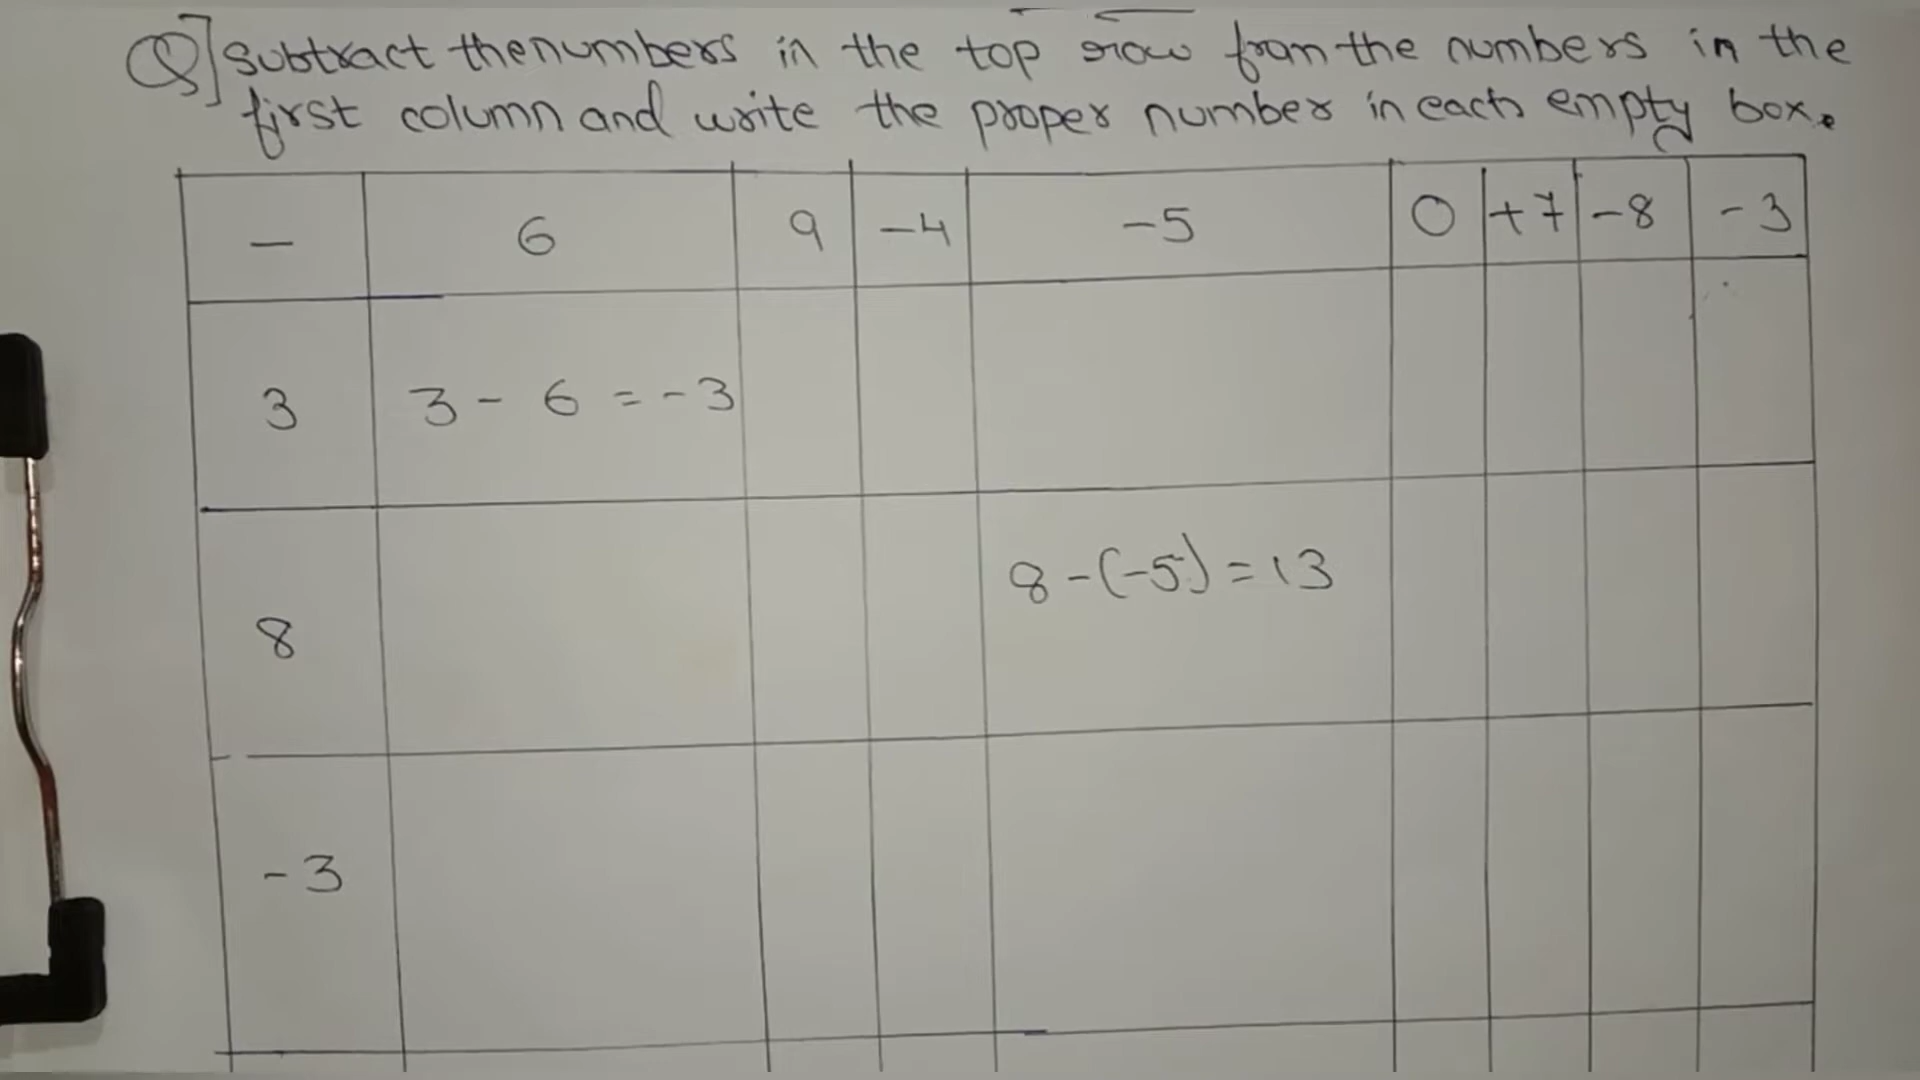 Q] Subtract the numbers in the top row from the numbers in the
first column and write the proper number in each empty box.
– 6 9 -4 -5 0 +7 -8 -3
3 3 - 6 = -3
8 8 - (-5) = 13
-3